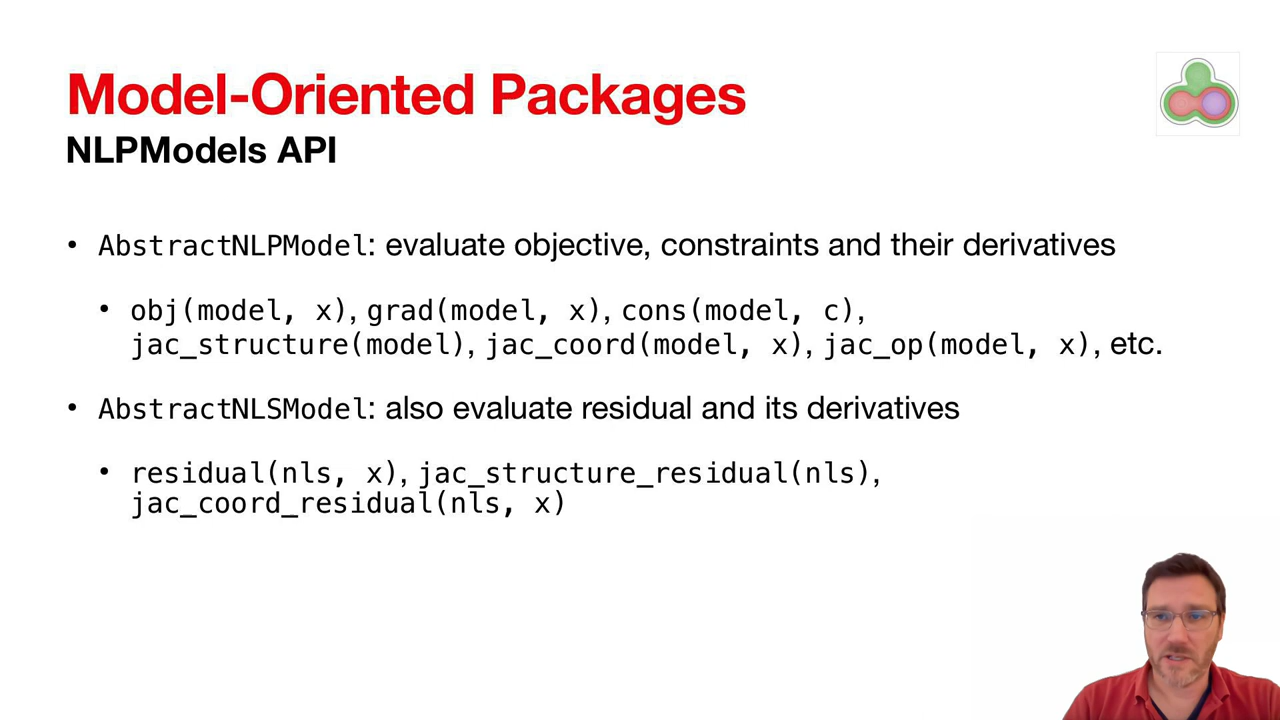 Model-Oriented Packages
NLPModels API
• AbstractNLPModel: evaluate objective, constraints and their derivatives
• obj(model, x), grad(model, x), cons(model, c),
jac_structure(model), jac_coord(model, x), jac_op(model, x), etc.
• AbstractNLSModel: also evaluate residual and its derivatives
• residual(nls, x), jac_structure_residual(nls),
jac_coord_residual(nls, x)